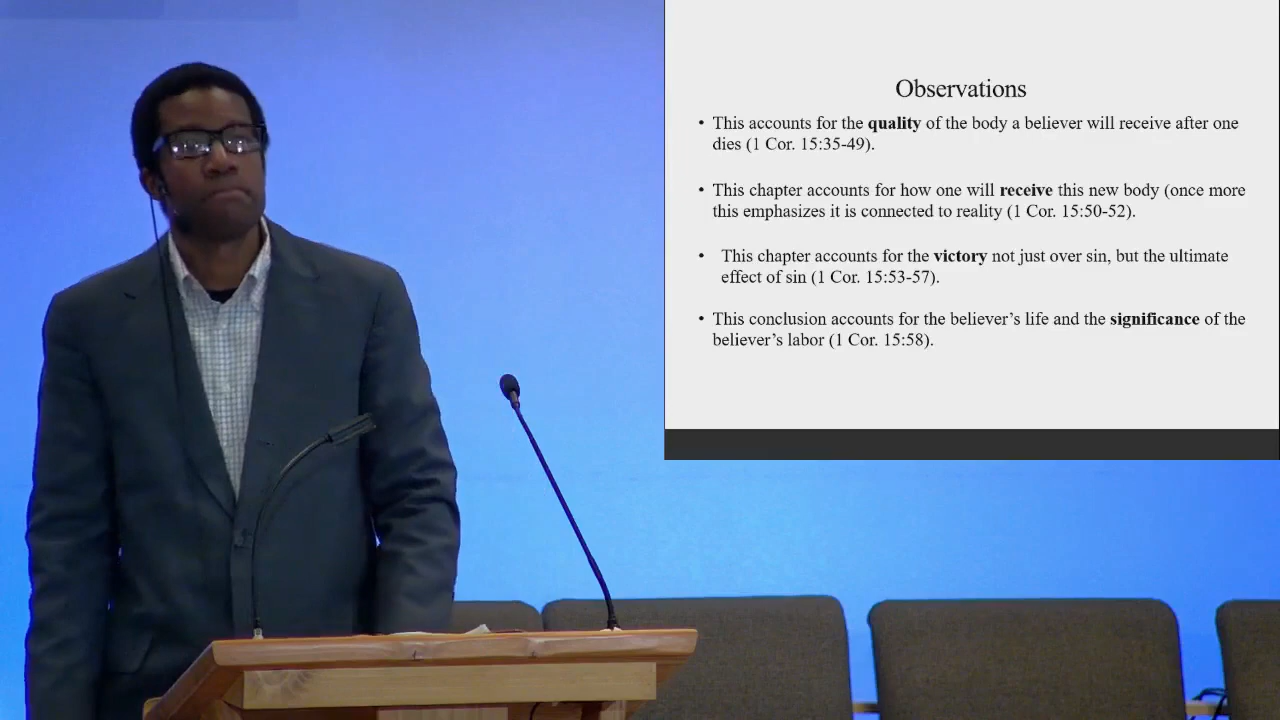 Observations
• This accounts for the quality of the body a believer will receive after one
dies (1 Cor. 15:35-49).
• This chapter accounts for how one will receive this new body (once more
this emphasizes it is connected to reality (1 Cor. 15:50-52).
• This chapter accounts for the victory not just over sin, but the ultimate
effect of sin (1 Cor. 15:53-57).
• This conclusion accounts for the believer’s life and the significance of the
believer’s labor (1 Cor. 15:58).